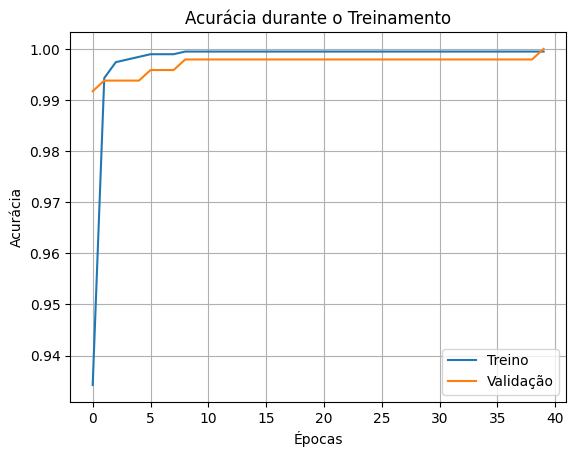 Acurácia durante o Treinamento
1.00
0.99
0.98
0.97
0.96
0.95
0.94
Acurácia
0 5 10 15 20 25 30 35 40
Épocas
Treino
Validação